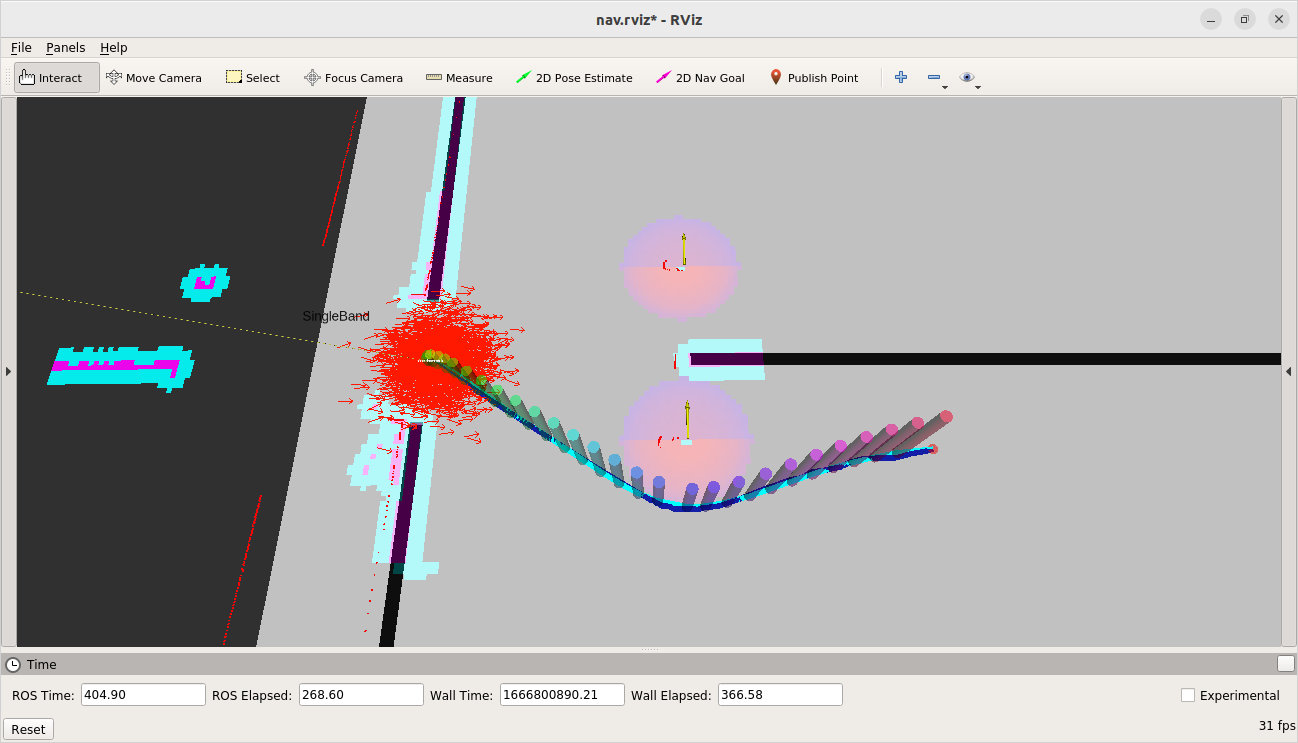 nav.rviz* - RViz
File Panels Help
Interact Move Camera Select Focus Camera Measure 2D Pose Estimate 2D Nav Goal Publish Point
SingleBand
Time
ROS Time: 404.90 ROS Elapsed: 268.60 Wall Time: 1666800890.21 Wall Elapsed: 366.58 Experimental
Reset 31 fps